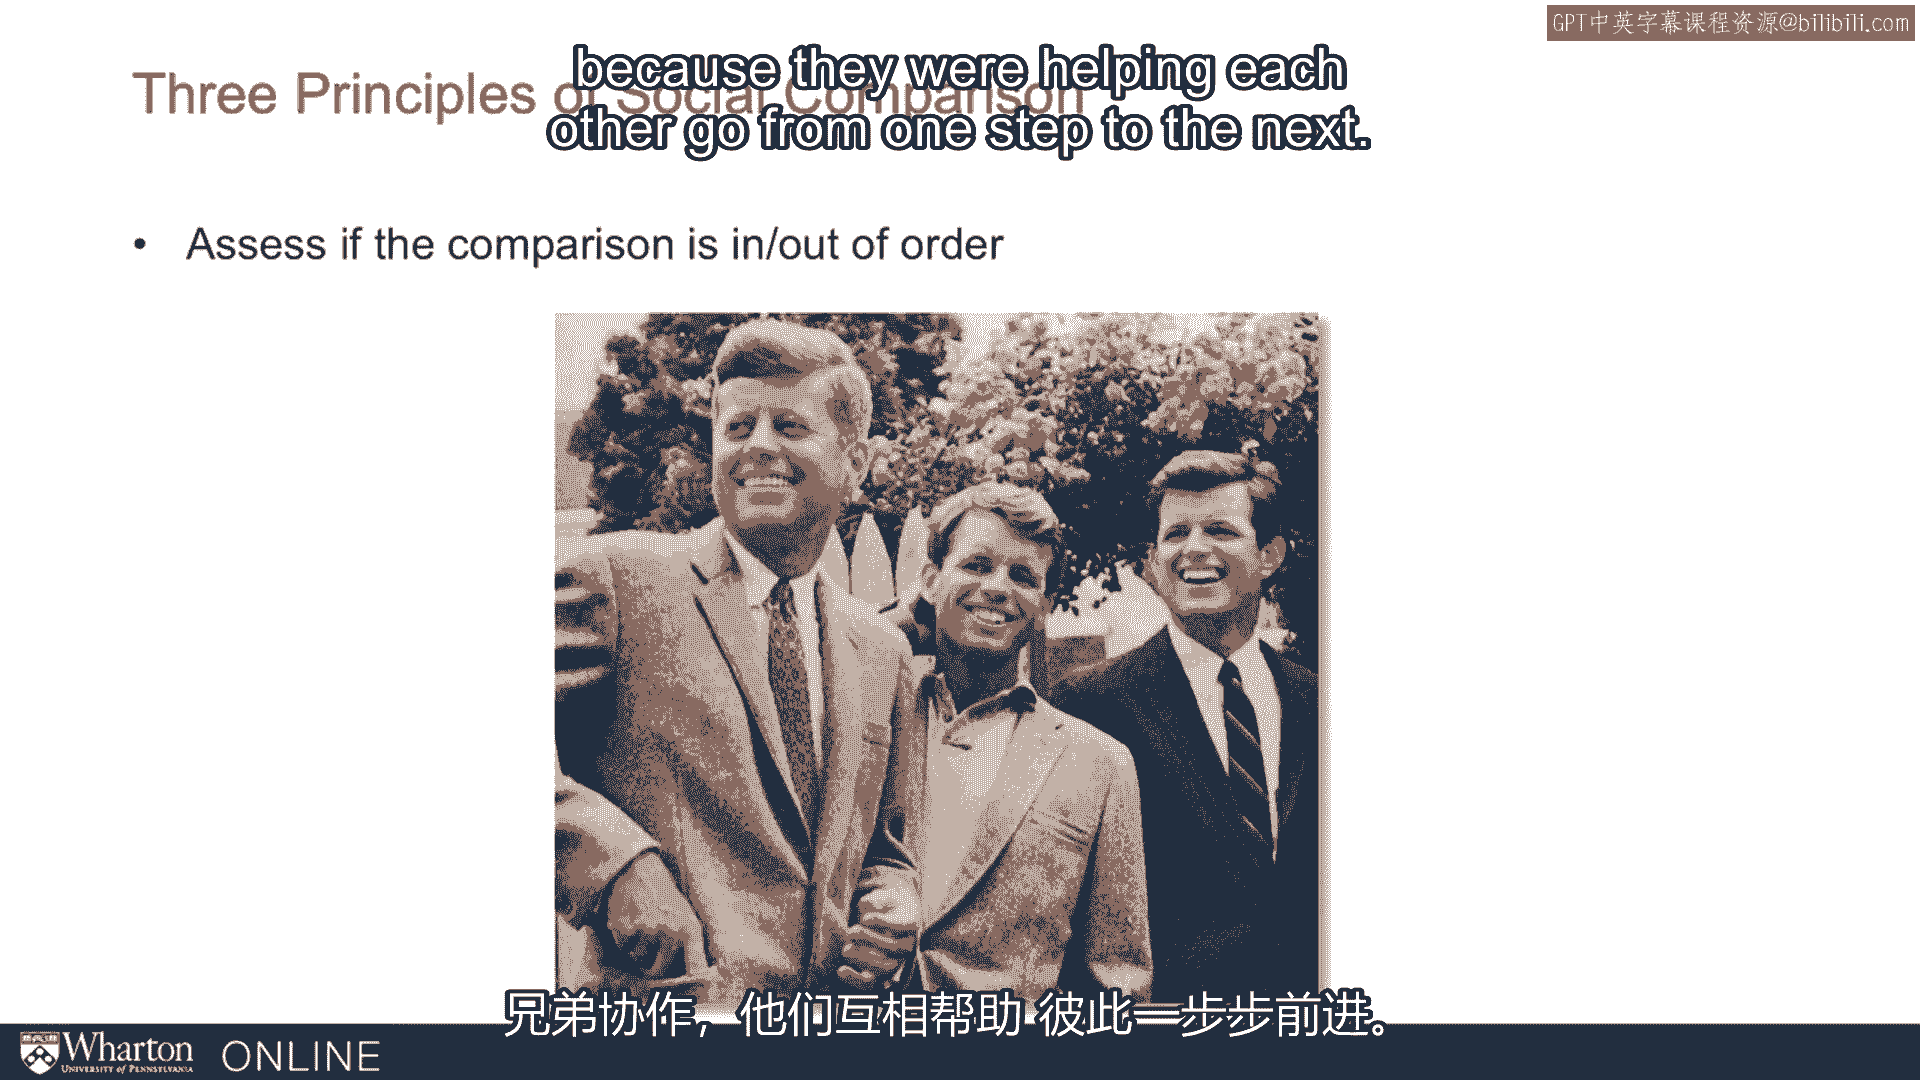 GPT中英字幕课程资源@bilibili.com
Three Principles of Social Comparison
because they were helping each
other go from one step to the next.
• Assess if the comparison is in/out of order
兄弟协作，他们互相帮助 彼此一步步前进。
Wharton
UNIVERSITY of PENNSYLVANIA
ONLINE